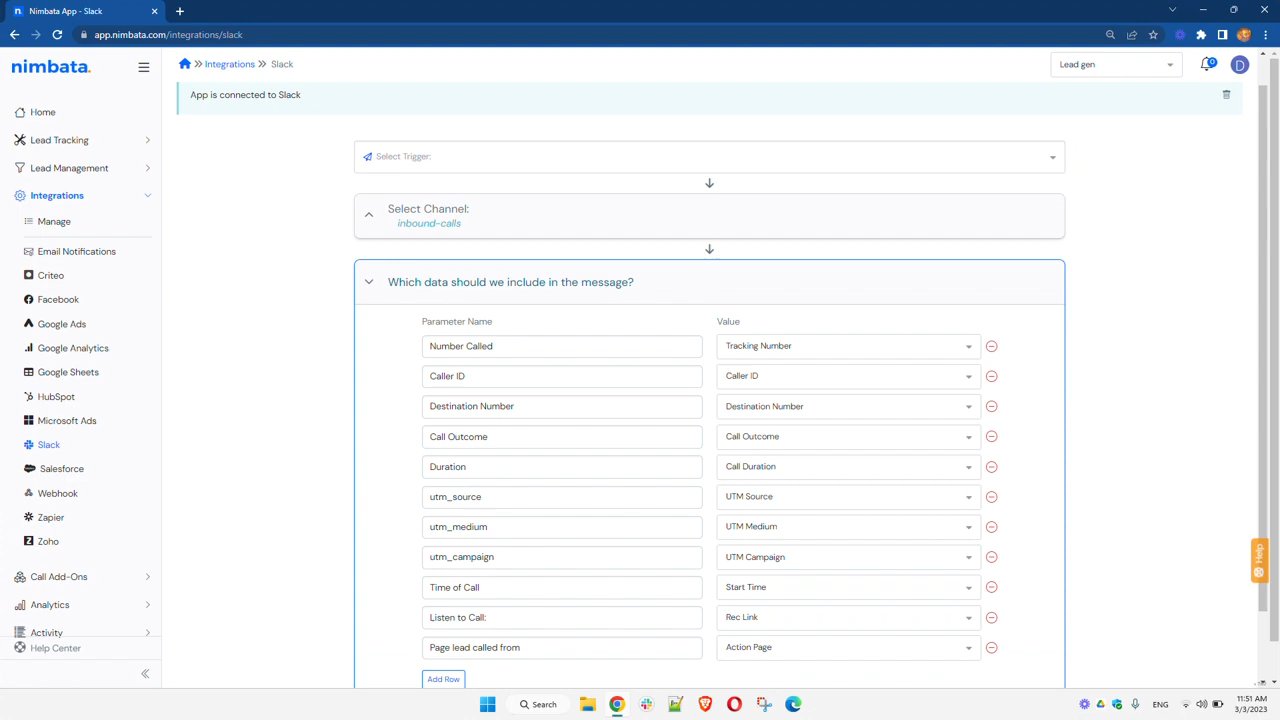 Nimbata App - Slack
app.nimbata.com/integrations/slack
nimbata.
Integrations
Slack
Lead gen
0
D
App is connected to Slack
Home
Lead Tracking
Lead Management
Integrations
Manage
Email Notifications
Criteo
Facebook
Google Ads
Google Analytics
Google Sheets
HubSpot
Microsoft Ads
Slack
Salesforce
Webhook
Zapier
Zoho
Call Add-Ons
Analytics
Activity
Help Center
Select Trigger:
Select Channel:
inbound-calls
Which data should we include in the message?
Parameter Name Value
Number Called Tracking Number
Caller ID Caller ID
Destination Number Destination Number
Call Outcome Call Outcome
Duration Call Duration
utm_source UTM Source
utm_medium UTM Medium
utm_campaign UTM Campaign
Time of Call Start Time
Listen to Call: Rec Link
Page lead called from Action Page
Add Row
Help
Search
ENG
11:51 AM
3/3/2023